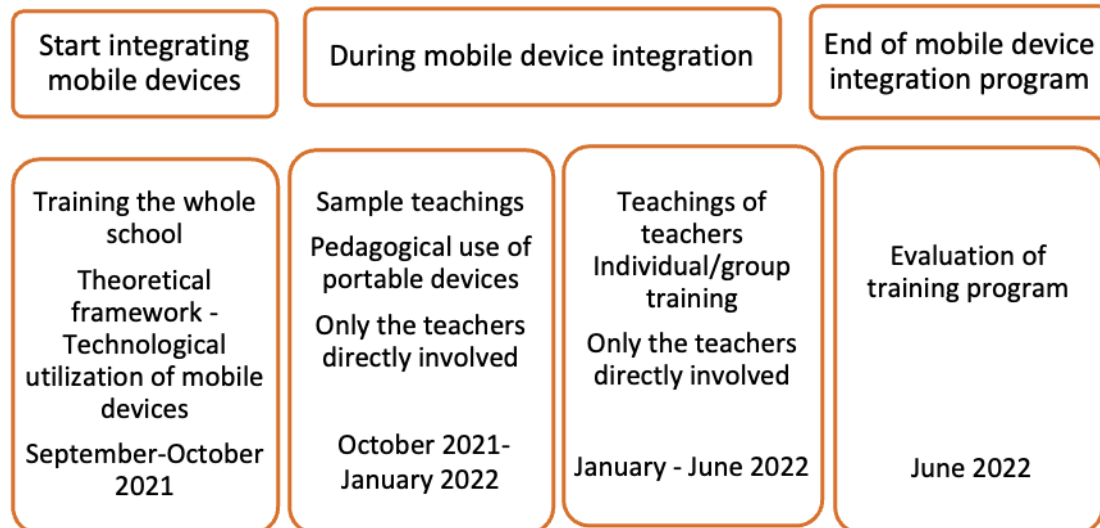 Start integrating
mobile devices
During mobile device integration
End of mobile device
integration program
Training the whole
school
Theoretical
framework -
Technological
utilization of mobile
devices
September-October
2021
Sample teachings
Pedagogical use of
portable devices
Only the teachers
directly involved
October 2021-
January 2022
Teachings of
teachers
Individual/group
training
Only the teachers
directly involved
January - June 2022
Evaluation of
training program
June 2022